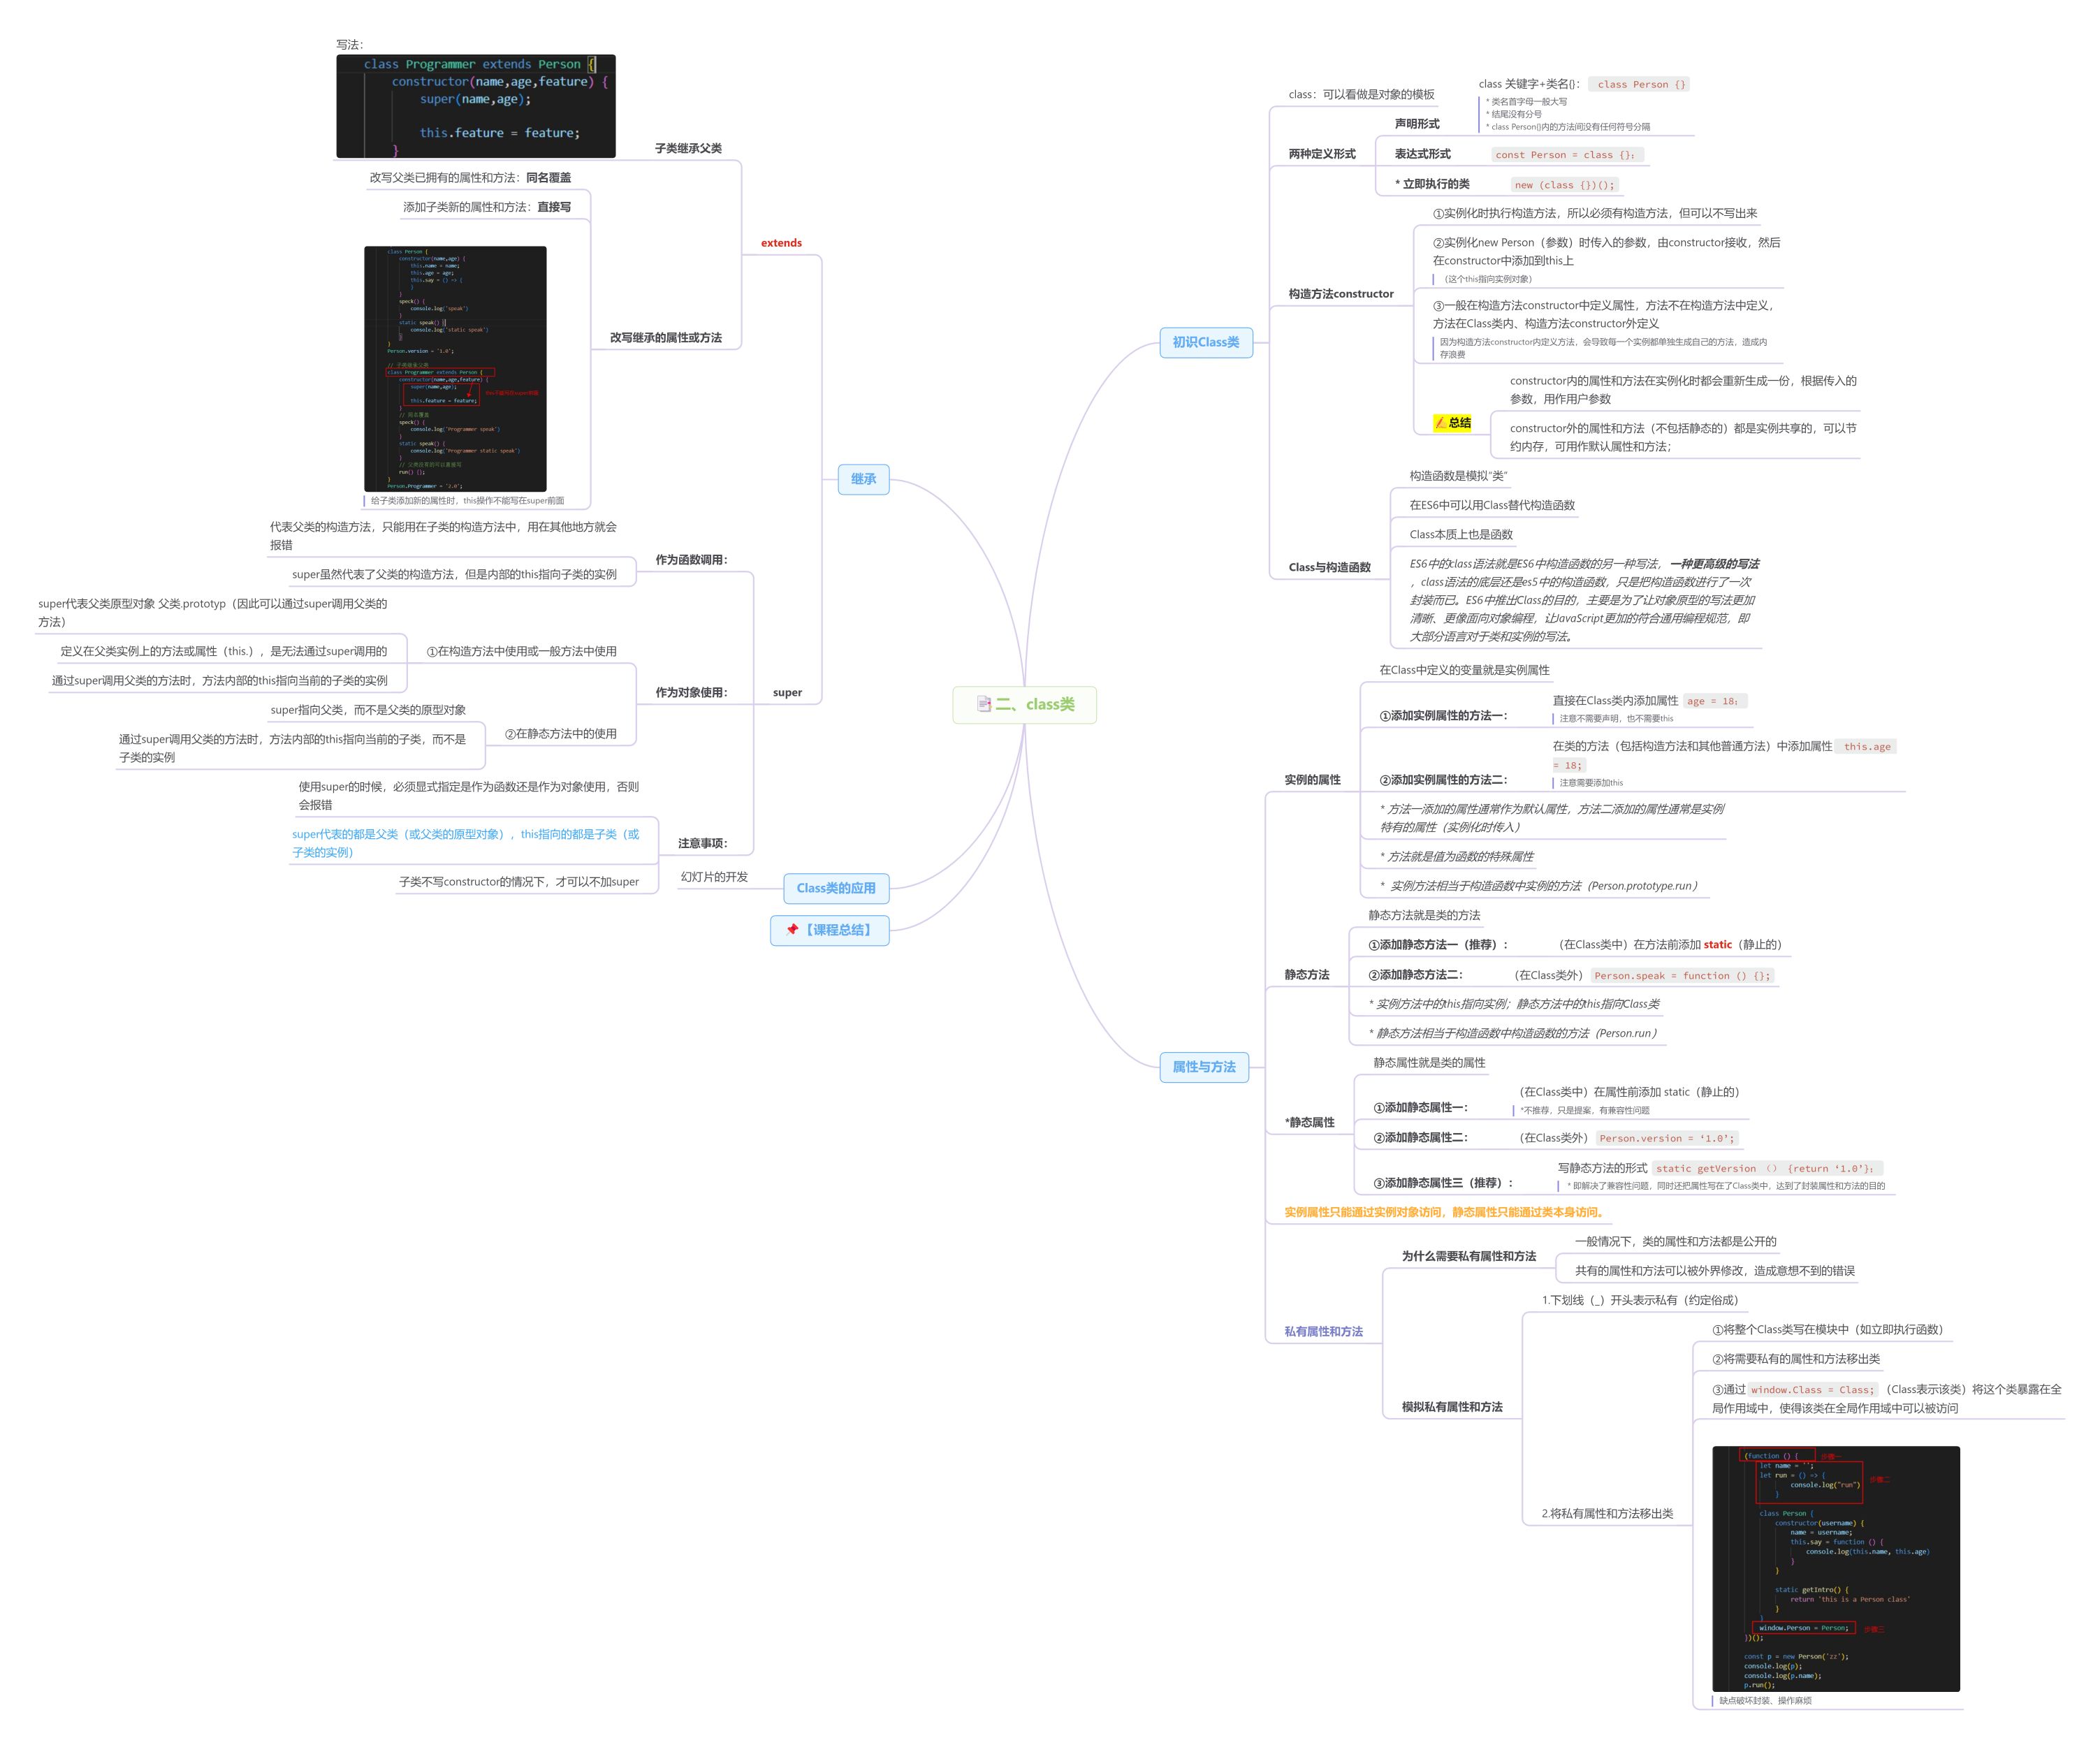 二、class类
初识Class类
class：可以看做是对象的模板
两种定义形式
声明形式
class 关键字+类名{}： class Person {}
* 类名首字母一般大写
* 结尾没有分号
* class Person{}内的方法间没有任何符号分隔
表达式形式
const Person = class {}；
* 立即执行的类
new (class {})();
构造方法constructor
①实例化时执行构造方法，所以必须有构造方法，但可以不写出来
②实例化new Person（参数）时传入的参数，由constructor接收，然后
在constructor中添加到this上
（这个this指向实例对象）
③一般在构造方法constructor中定义属性，方法不在构造方法中定义，
方法在Class类内、构造方法constructor外定义
因为构造方法constructor内定义方法，会导致每一个实例都单独生成自己的方法，造成内
存浪费
总结
constructor内的属性和方法在实例化时都会重新生成一份，根据传入的
参数，用作用户参数
constructor外的属性和方法（不包括静态的）都是实例共享的，可以节
约内存，可用作默认属性和方法；
Class与构造函数
构造函数是模拟“类”
在ES6中可以用Class替代构造函数
Class本质上也是函数
ES6中的class语法就是ES6中构造函数的另一种写法，一种更高级的写法
，class语法的底层还是es5中的构造函数，只是把构造函数进行了一次
封装而已。ES6中推出Class的目的，主要是为了让对象原型的写法更加
清晰、更像面向对象编程，让JavaScript更加的符合通用编程规范，即
大部分语言对于类和实例的写法。
属性与方法
实例的属性
在Class中定义的变量就是实例属性
①添加实例属性的方法一：
直接在Class类内添加属性 age = 18；
注意不需要声明，也不需要this
②添加实例属性的方法二：
在类的方法（包括构造方法和其他普通方法）中添加属性 this.age
= 18;
注意需要添加this
* 方法一添加的属性通常作为默认属性，方法二添加的属性通常是实例
特有的属性（实例化时传入）
* 方法就是值为函数的特殊属性
* 实例方法相当于构造函数中实例的方法（Person.prototype.run）
静态方法
静态方法就是类的方法
①添加静态方法一（推荐）：
（在Class类中）在方法前添加 static（静止的）
②添加静态方法二：
（在Class类外） Person.speak = function () {};
* 实例方法中的this指向实例；静态方法中的this指向Class类
* 静态方法相当于构造函数中构造函数的方法（Person.run）
*静态属性
静态属性就是类的属性
①添加静态属性一：
（在Class类中）在属性前添加 static（静止的）
*不推荐，只是提案，有兼容性问题
②添加静态属性二：
（在Class类外） Person.version = ‘1.0’;
③添加静态属性三（推荐）：
写静态方法的形式 static getVersion （） {return ‘1.0’}；
* 即解决了兼容性问题，同时还把属性写在了Class类中，达到了封装属性和方法的目的
实例属性只能通过实例对象访问，静态属性只能通过类本身访问。
私有属性和方法
为什么需要私有属性和方法
一般情况下，类的属性和方法都是公开的
共有的属性和方法可以被外界修改，造成意想不到的错误
模拟私有属性和方法
1.下划线（_）开头表示私有（约定俗成）
2.将私有属性和方法移出类
①将整个Class类写在模块中（如立即执行函数）
②将需要私有的属性和方法移出类
③通过 window.Class = Class; （Class表示该类）将这个类暴露在全
局作用域中，使得该类在全局作用域中可以被访问
(function () { 步骤一
let name = '';
let run = () => { 步骤二
console.log("run")
}
class Person {
constructor(username) {
name = username;
this.say = function () {
console.log(this.name, this.age)
}
}
static getIntro() {
return 'this is a Person class'
}
}
window.Person = Person; 步骤三
})();
const p = new Person('zz');
console.log(p);
console.log(p.name);
p.run();
缺点破坏封装，操作麻烦
继承
extends
子类继承父类
写法：
class Programmer extends Person {
constructor(name,age,feature) {
super(name,age);
this.feature = feature;
}
改写继承的属性或方法
改写父类已拥有的属性和方法：同名覆盖
添加子类新的属性和方法：直接写
class Person {
constructor(name,age) {
this.name = name;
this.age = age;
this.say = () => {
}
}
speck() {
console.log('speak')
}
static speak() {
console.log('static speak')
}
}
Person.version = '1.0';
// 子类继承父类
class Programmer extends Person {
constructor(name,age,feature) {
super(name,age);
this.feature = feature;
}
// 同名覆盖
speck() {
console.log('Programmer speak')
}
static speak() {
console.log('Programmer static speak')
}
// 父类没有的可以直接写
run() {};
}
Person.Programmer = '2.0';
给子类添加新的属性时，this操作不能写在super前面
super
作为函数调用：
代表父类的构造方法，只能用在子类的构造方法中，用在其他地方就会
报错
super虽然代表了父类的构造方法，但是内部的this指向子类的实例
作为对象使用：
①在构造方法中使用或一般方法中使用
super代表父类原型对象 父类.prototyp（因此可以通过super调用父类的
方法）
定义在父类实例上的方法或属性（this.），是无法通过super调用的
通过super调用父类的方法时，方法内部的this指向当前的子类的实例
②在静态方法中的使用
super指向父类，而不是父类的原型对象
通过super调用父类的方法时，方法内部的this指向当前的子类，而不是
子类的实例
注意事项：
使用super的时候，必须显式指定是作为函数还是作为对象使用，否则
会报错
super代表的都是父类（或父类的原型对象），this指向的都是子类（或
子类的实例）
子类不写constructor的情况下，才可以不加super
Class类的应用
幻灯片的开发
【课程总结】